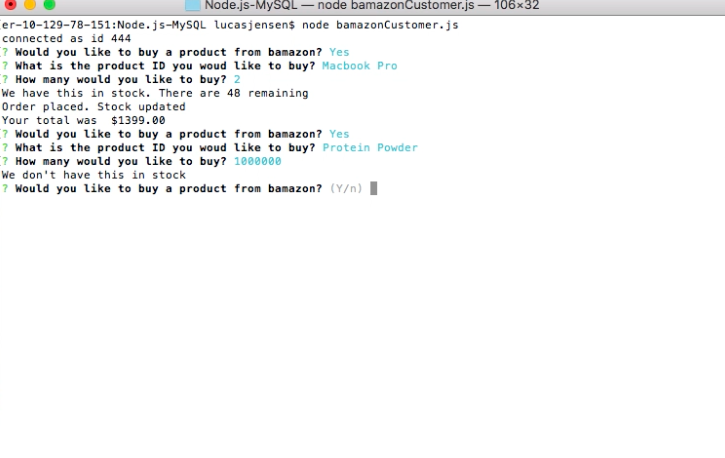 Node.js-MySQL — node bamazonCustomer.js — 106×32
[er-10-129-78-151:Node.js-MySQL lucasjensen$ node bamazonCustomer.js
connected as id 444
[? Would you like to buy a product from bamazon? Yes
? What is the product ID you woud like to buy? Macbook Pro
[? How many would you like to buy? 2
We have this in stock. There are 48 remaining
Order placed. Stock updated
Your total was  $1399.00
[? Would you like to buy a product from bamazon? Yes
? What is the product ID you woud like to buy? Protein Powder
[? How many would you like to buy? 1000000
We don't have this in stock
? Would you like to buy a product from bamazon? (Y/n)